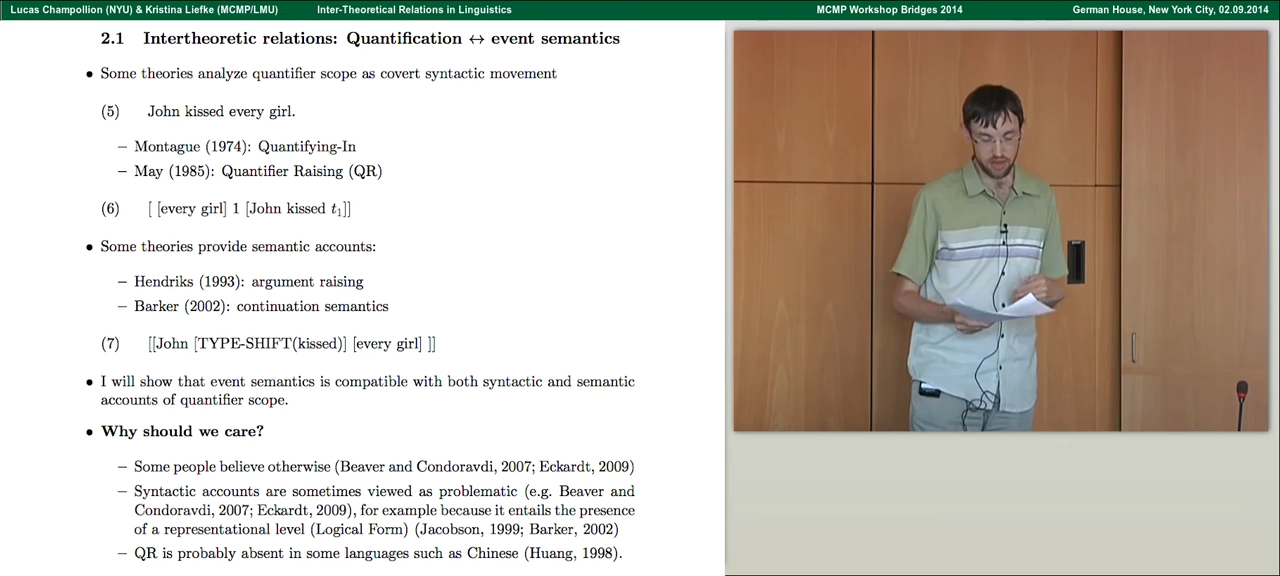 Lucas Champollion (NYU) & Kristina Liefke (MCMP/LMU) Inter-Theoretical Relations in Linguistics MCMP Workshop Bridges 2014 German House, New York City, 02.09.2014
2.1 Intertheoretic relations: Quantification ↔ event semantics
• Some theories analyze quantifier scope as covert syntactic movement
(5) John kissed every girl.
– Montague (1974): Quantifying-In
– May (1985): Quantifier Raising (QR)
(6) [ [every girl] 1 [John kissed t₁]]
• Some theories provide semantic accounts:
– Hendriks (1993): argument raising
– Barker (2002): continuation semantics
(7) [[John [TYPE-SHIFT(kissed)] [every girl] ]]
• I will show that event semantics is compatible with both syntactic and semantic
accounts of quantifier scope.
• Why should we care?
– Some people believe otherwise (Beaver and Condoravdi, 2007; Eckardt, 2009)
– Syntactic accounts are sometimes viewed as problematic (e.g. Beaver and
Condoravdi, 2007; Eckardt, 2009), for example because it entails the presence
of a representational level (Logical Form) (Jacobson, 1999; Barker, 2002)
– QR is probably absent in some languages such as Chinese (Huang, 1998).